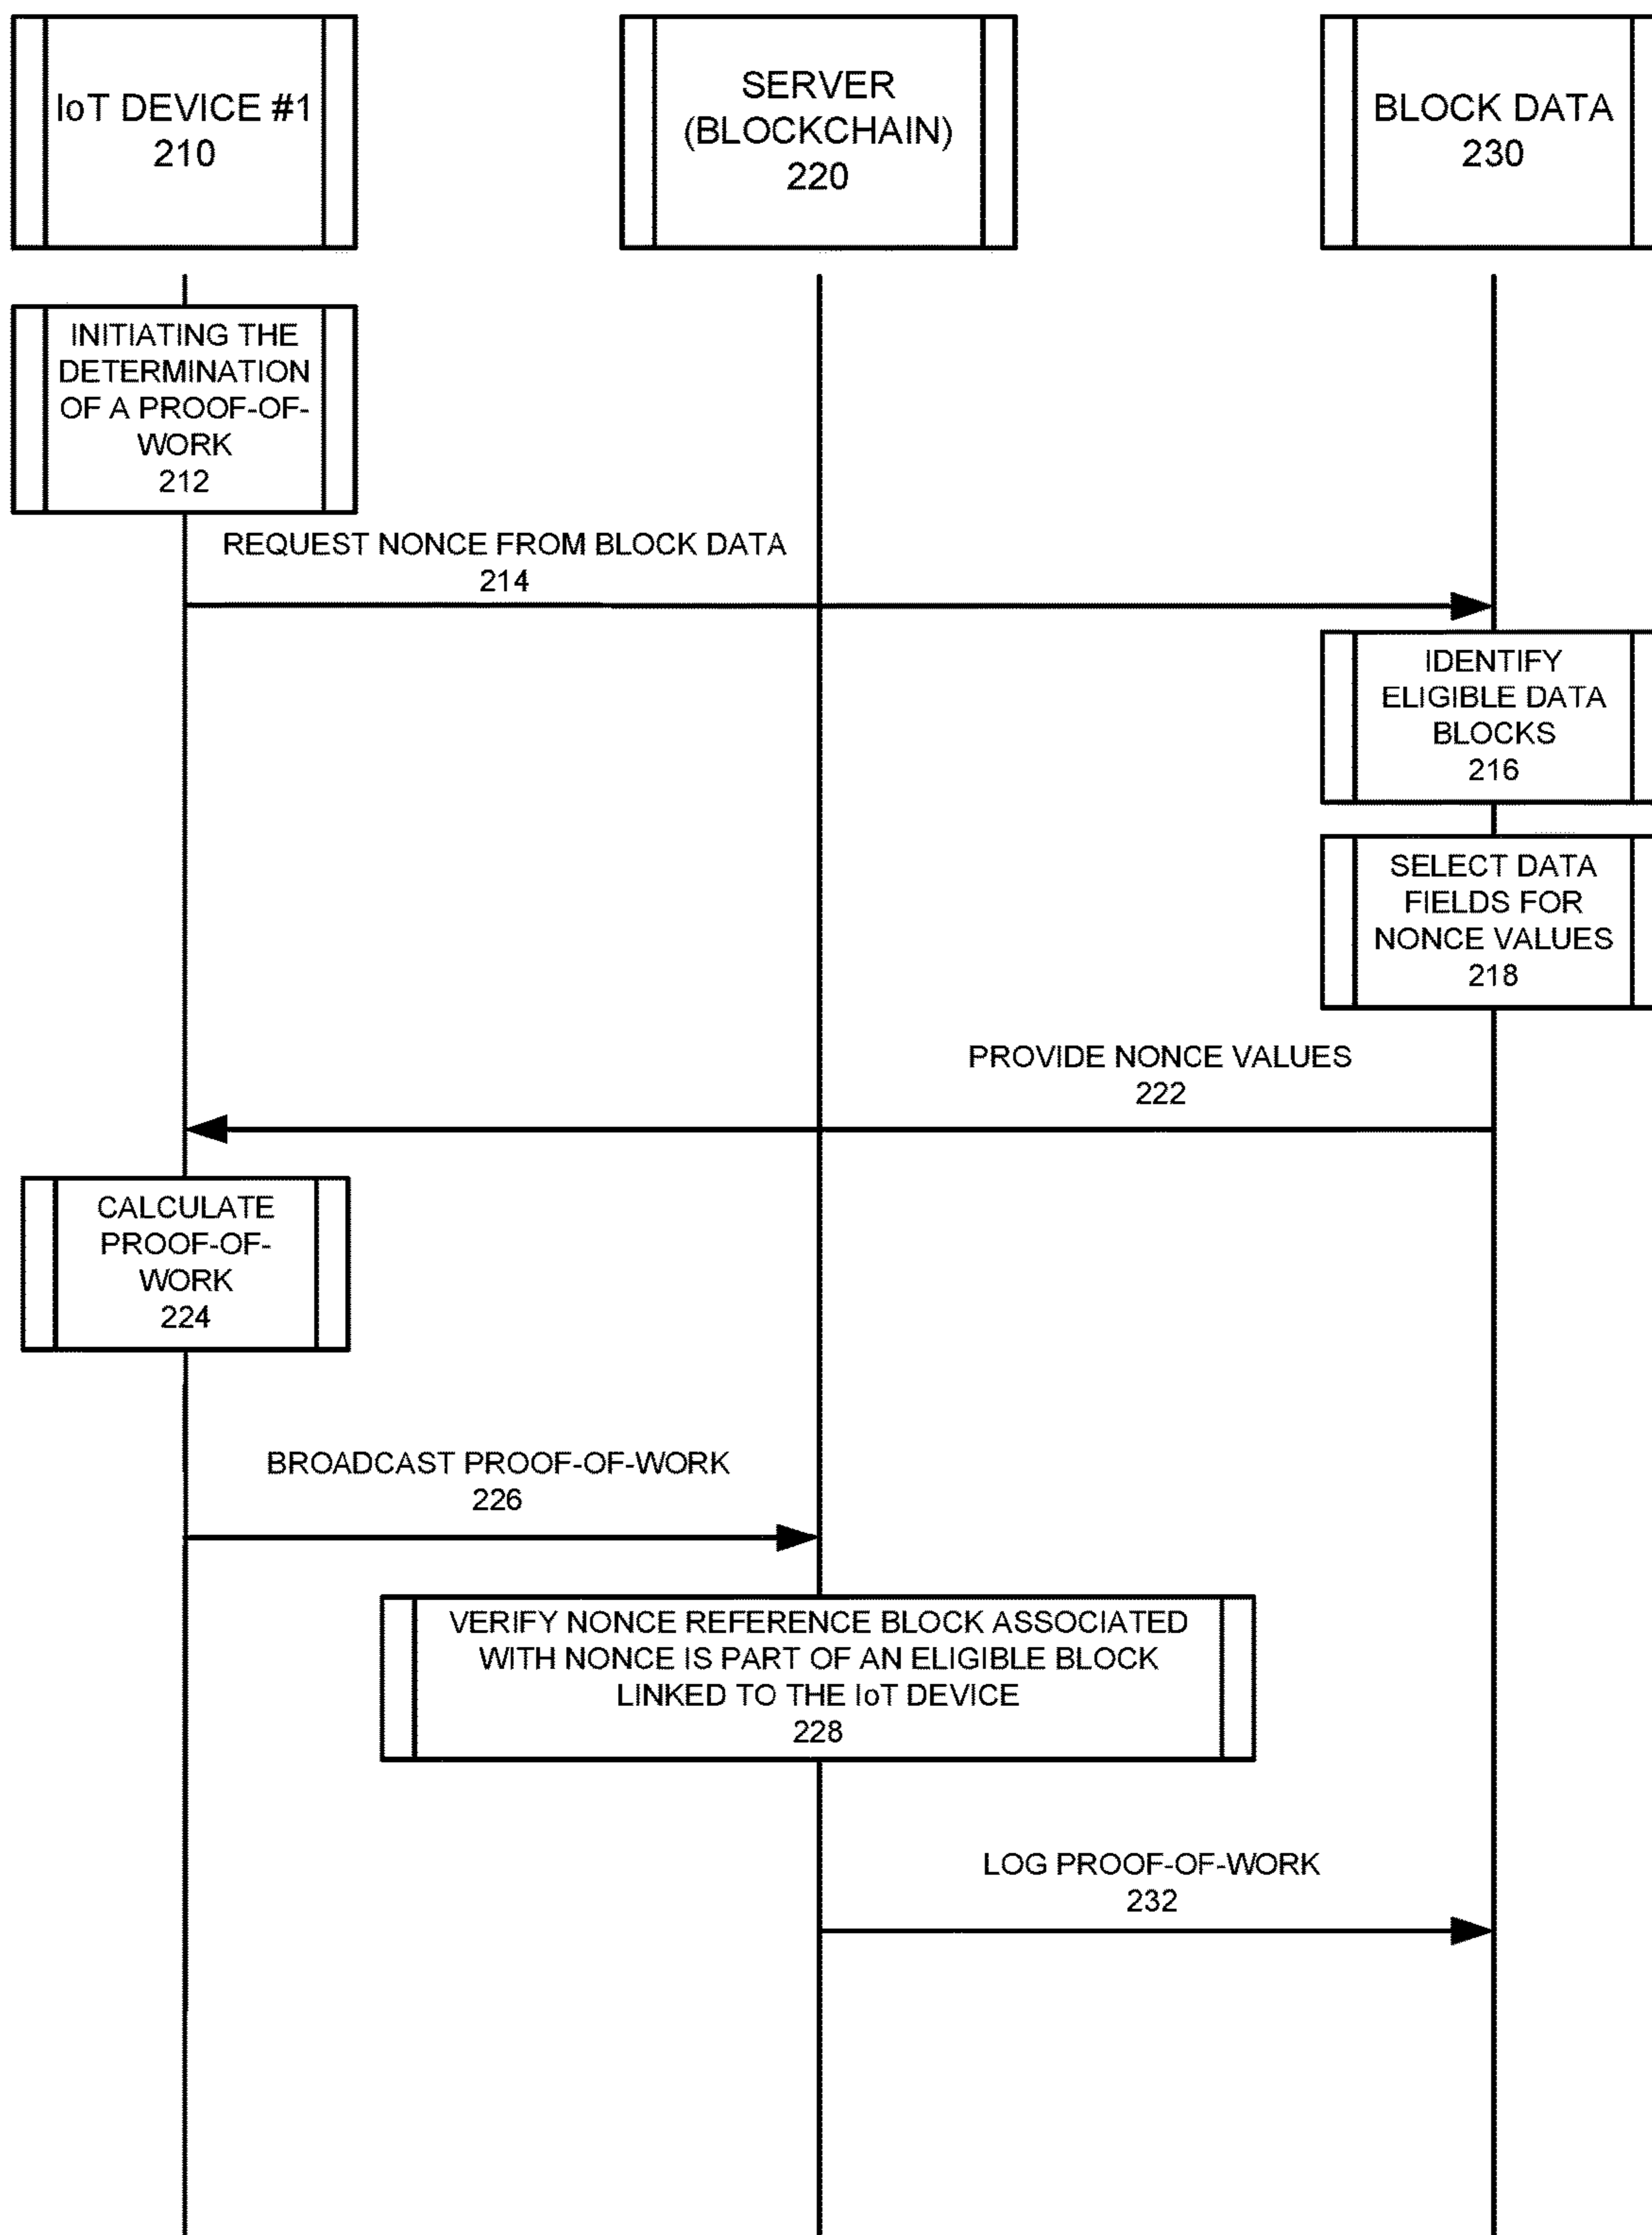 IoT DEVICE #1
210
SERVER
(BLOCKCHAIN)
220
BLOCK DATA
230
INITIATING THE
DETERMINATION
OF A PROOF-OF-
WORK
212
REQUEST NONCE FROM BLOCK DATA
214
IDENTIFY
ELIGIBLE DATA
BLOCKS
216
SELECT DATA
FIELDS FOR
NONCE VALUES
218
PROVIDE NONCE VALUES
222
CALCULATE
PROOF-OF-
WORK
224
BROADCAST PROOF-OF-WORK
226
VERIFY NONCE REFERENCE BLOCK ASSOCIATED
WITH NONCE IS PART OF AN ELIGIBLE BLOCK
LINKED TO THE IoT DEVICE
228
LOG PROOF-OF-WORK
232